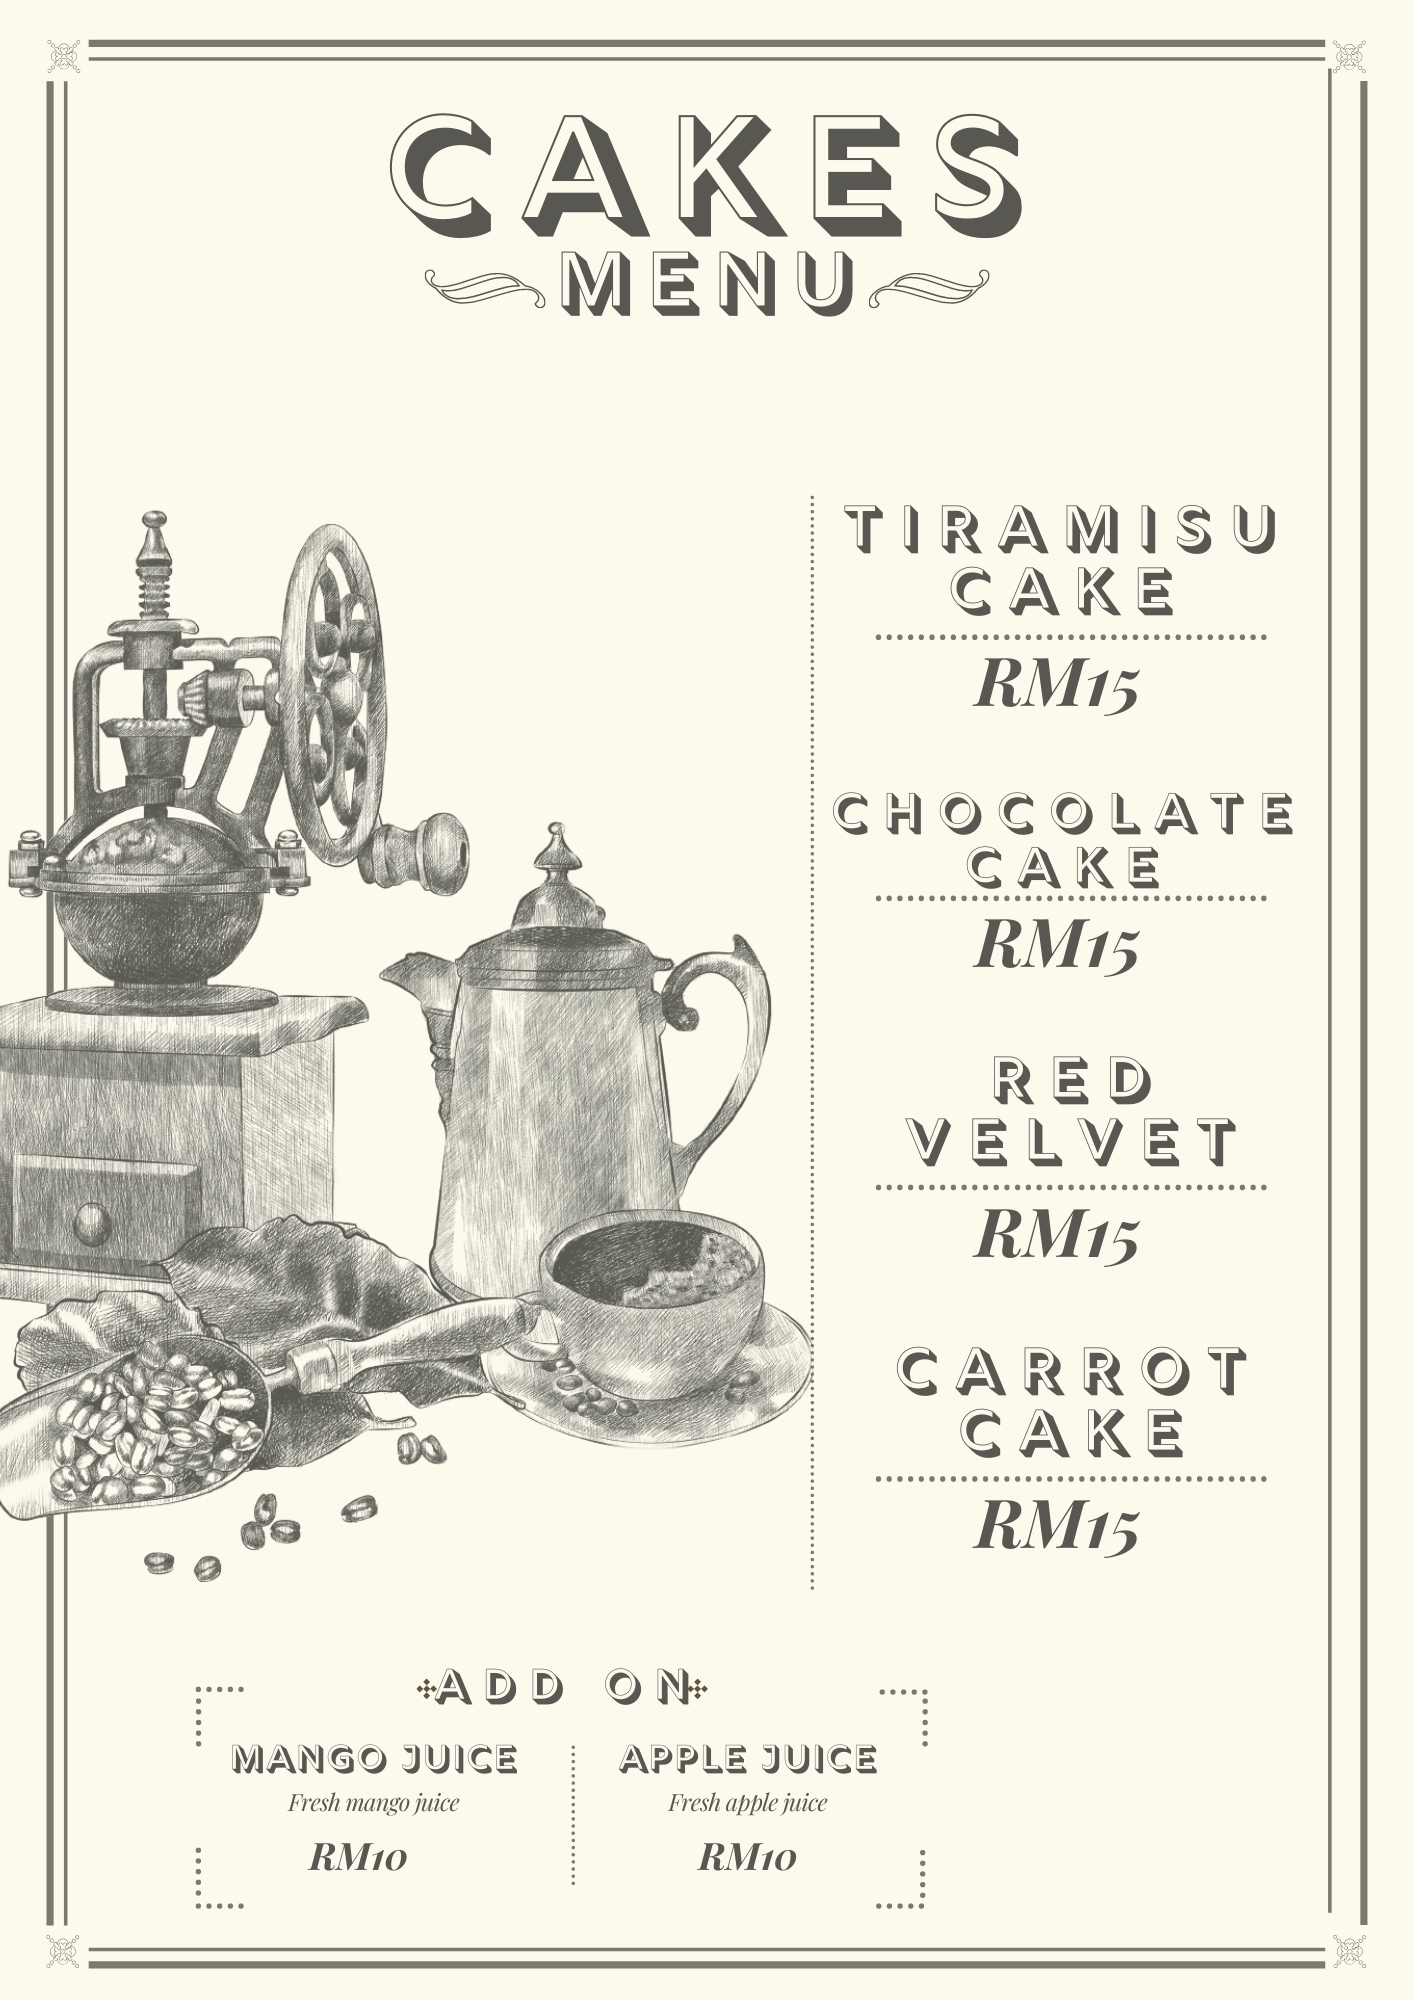 CAKES
MENU
TIRAMISU
CAKE
RM15
CHOCOLATE
CAKE
RM15
RED
VELVET
RM15
CARROT
CAKE
RM15
ADD ON
MANGO JUICE
Fresh mango juice
RM10
APPLE JUICE
Fresh apple juice
RM10